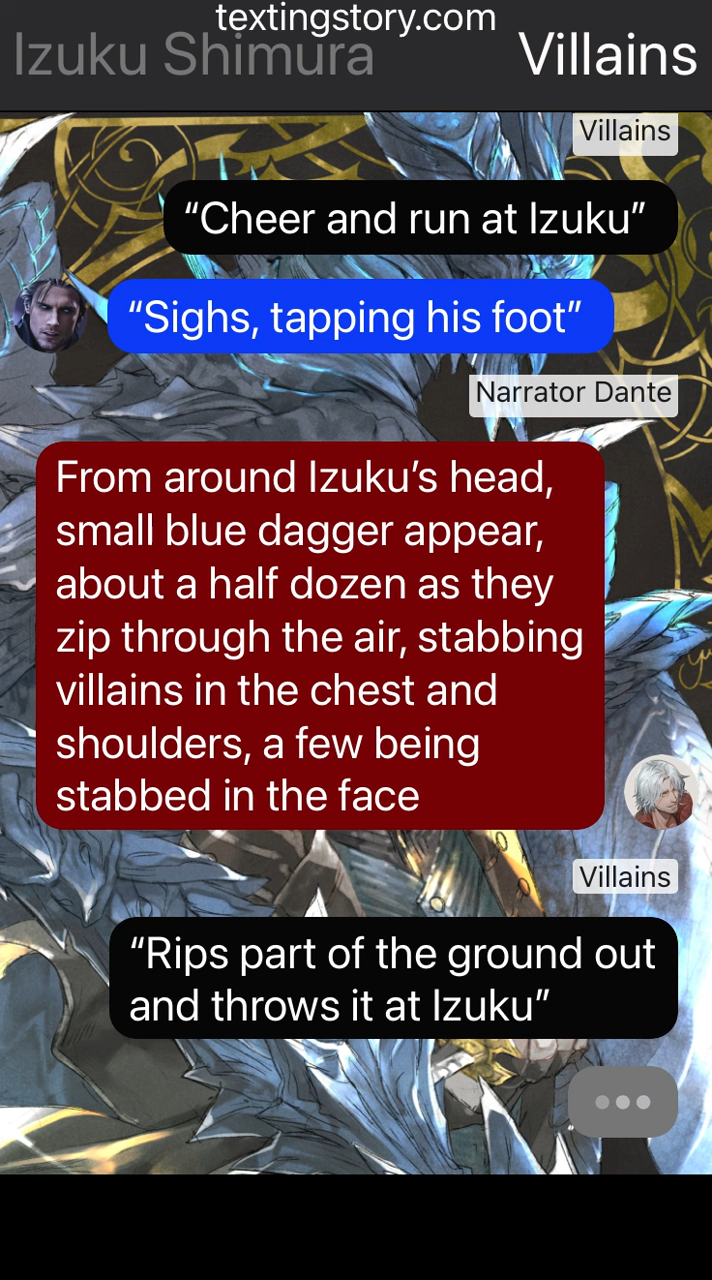 textingstory.com
Izuku Shimura
Villains
Villains
“Cheer and run at Izuku”
“Sighs, tapping his foot”
Narrator Dante
From around Izuku’s head,
small blue dagger appear,
about a half dozen as they
zip through the air, stabbing
villains in the chest and
shoulders, a few being
stabbed in the face
Villains
“Rips part of the ground out
and throws it at Izuku”